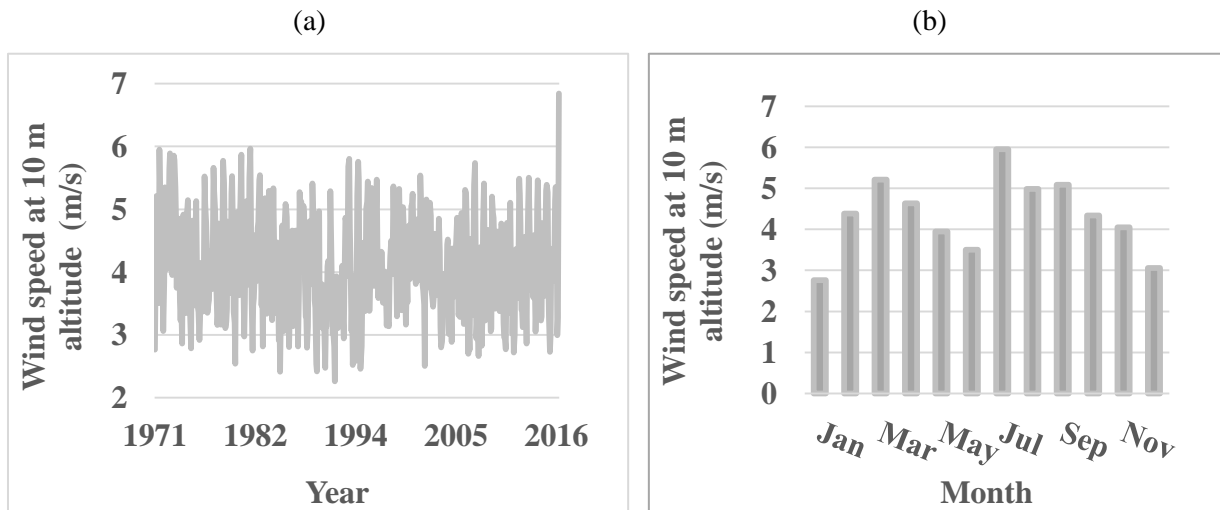 (a)
(b)
Wind speed at 10 m
altitude (m/s)
7
6
5
4
3
2
1971 1982 1994 2005 2016
Year
Wind speed at 10 m
altitude (m/s)
7
6
5
4
3
2
1
0
Jan Mar May Jul Sep Nov
Month